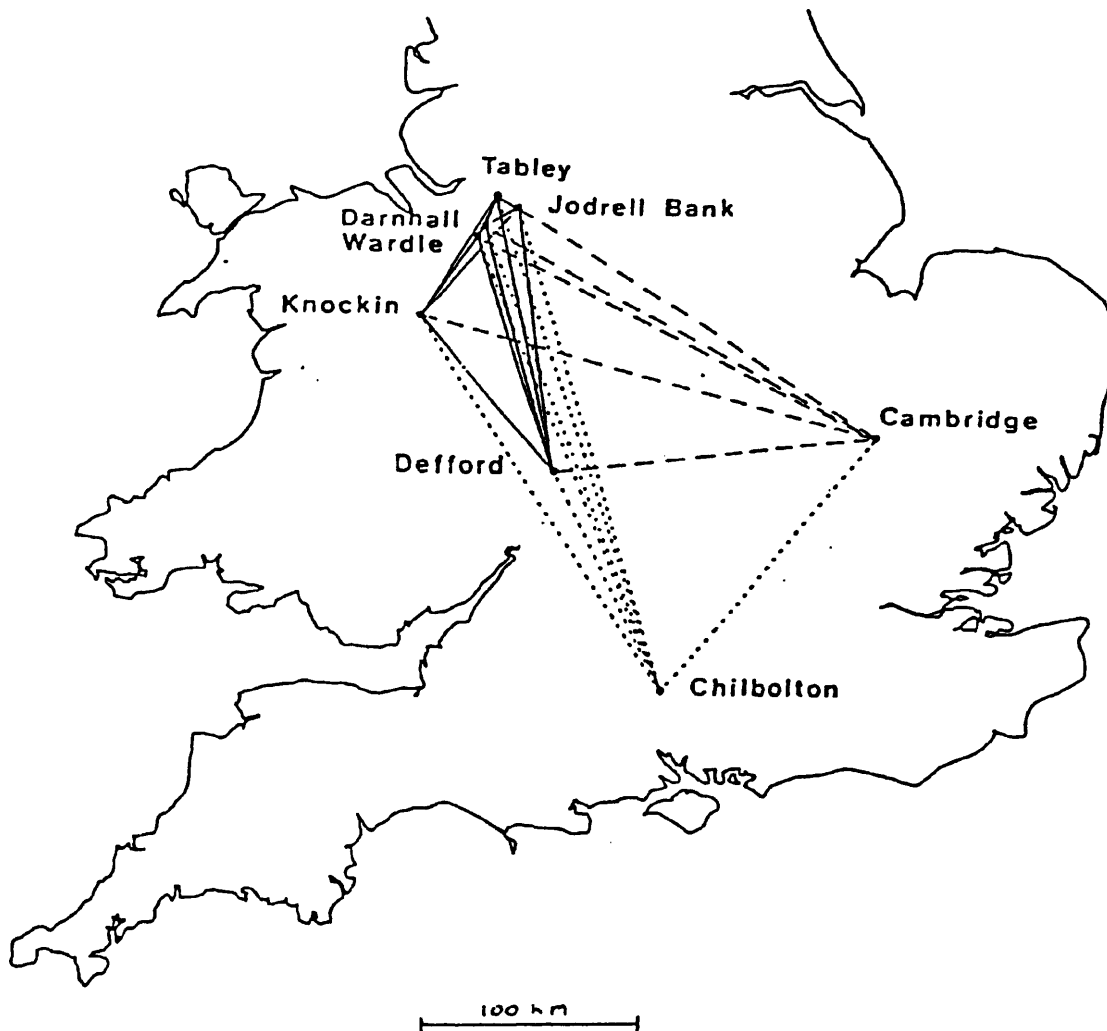 Tabley
Jodrell Bank
Darnhall
Wardle
Knockin
Cambridge
Defford
Chilbolton
100 km